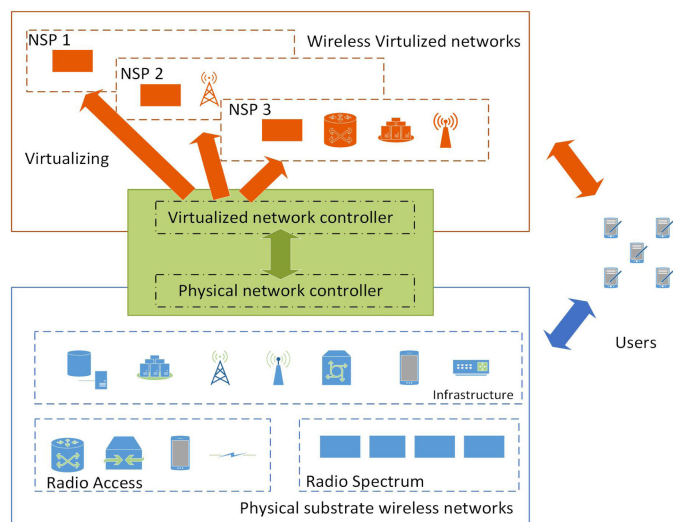 NSP 1
Wireless Virtulized networks
NSP 2
NSP 3
Virtualizing
Virtualized network controller
Physical network controller
Users
Infrastructure
Radio Access
Radio Spectrum
Physical substrate wireless networks